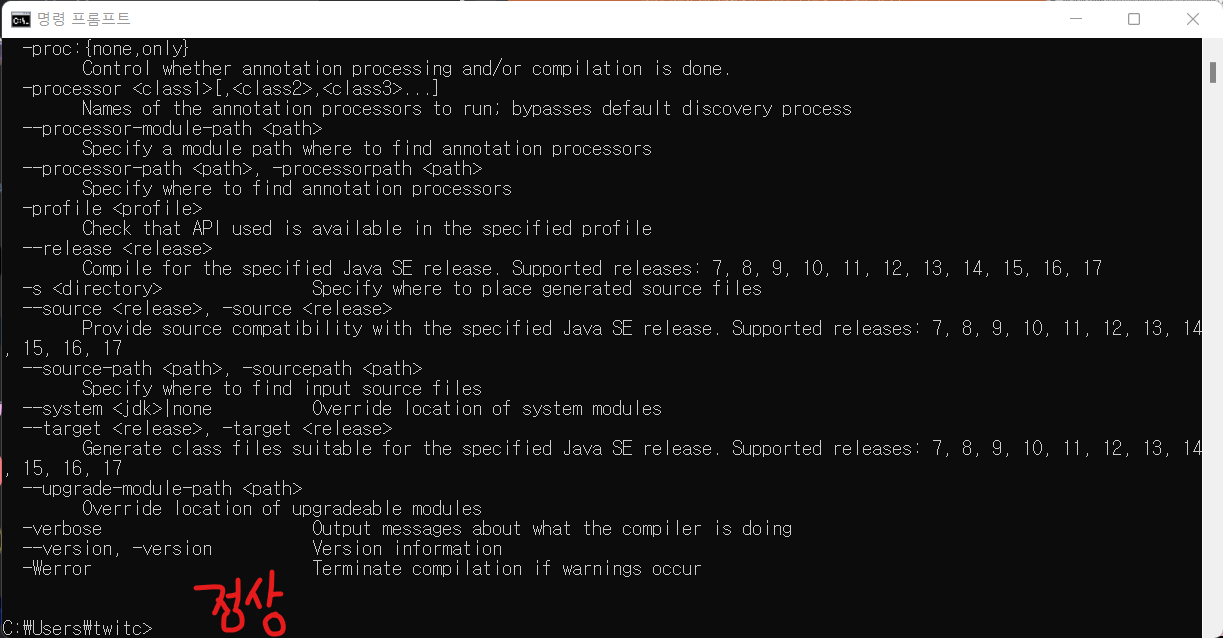 명령 프롬프트
-proc:{none,only}
Control whether annotation processing and/or compilation is done.
-processor <class1>[,<class2>,<class3>...]
Names of the annotation processors to run; bypasses default discovery process
--processor-module-path <path>
Specify a module path where to find annotation processors
--processor-path <path>, -processorpath <path>
Specify where to find annotation processors
-profile <profile>
Check that API used is available in the specified profile
--release <release>
Compile for the specified Java SE release. Supported releases: 7, 8, 9, 10, 11, 12, 13, 14, 15, 16, 17
-s <directory> Specify where to place generated source files
--source <release>, -source <release>
Provide source compatibility with the specified Java SE release. Supported releases: 7, 8, 9, 10, 11, 12, 13, 14
, 15, 16, 17
--source-path <path>, -sourcepath <path>
Specify where to find input source files
--system <jdk>|none Override location of system modules
--target <release>, -target <release>
Generate class files suitable for the specified Java SE release. Supported releases: 7, 8, 9, 10, 11, 12, 13, 14
, 15, 16, 17
--upgrade-module-path <path>
Override location of upgradeable modules
-verbose Output messages about what the compiler is doing
--version, -version Version information
-Werror Terminate compilation if warnings occur
정상
C:₩Users₩twitc>